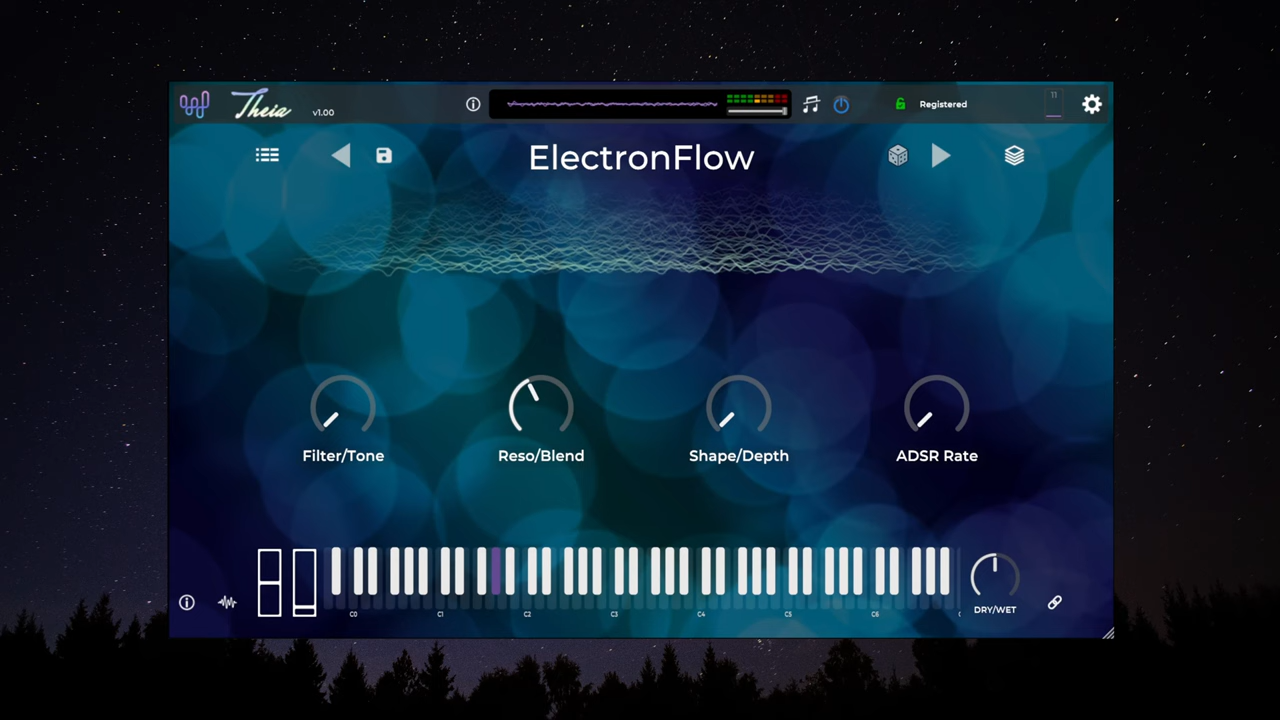 Theia
v1.00
Registered
11
ElectronFlow
Filter/Tone
Reso/Blend
Shape/Depth
ADSR Rate
C0 C1 C2 C3 C4 C5 C6
DRY/WET